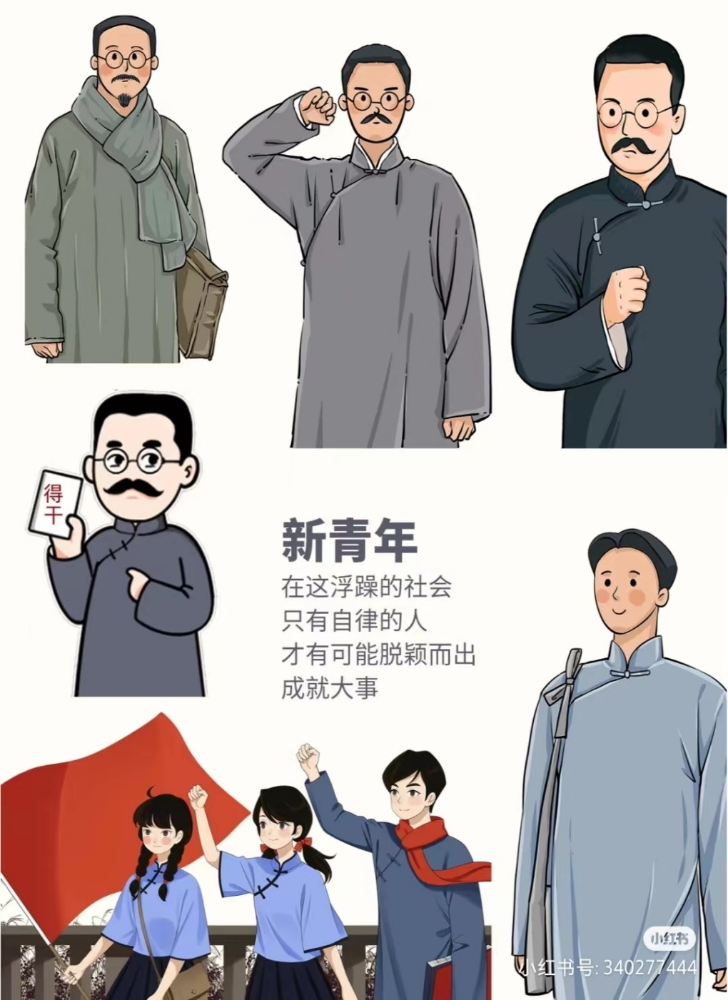 得
干
新青年
在这浮躁的社会
只有自律的人
才有可能脱颖而出
成就大事
小红书
小红书号: 340277444